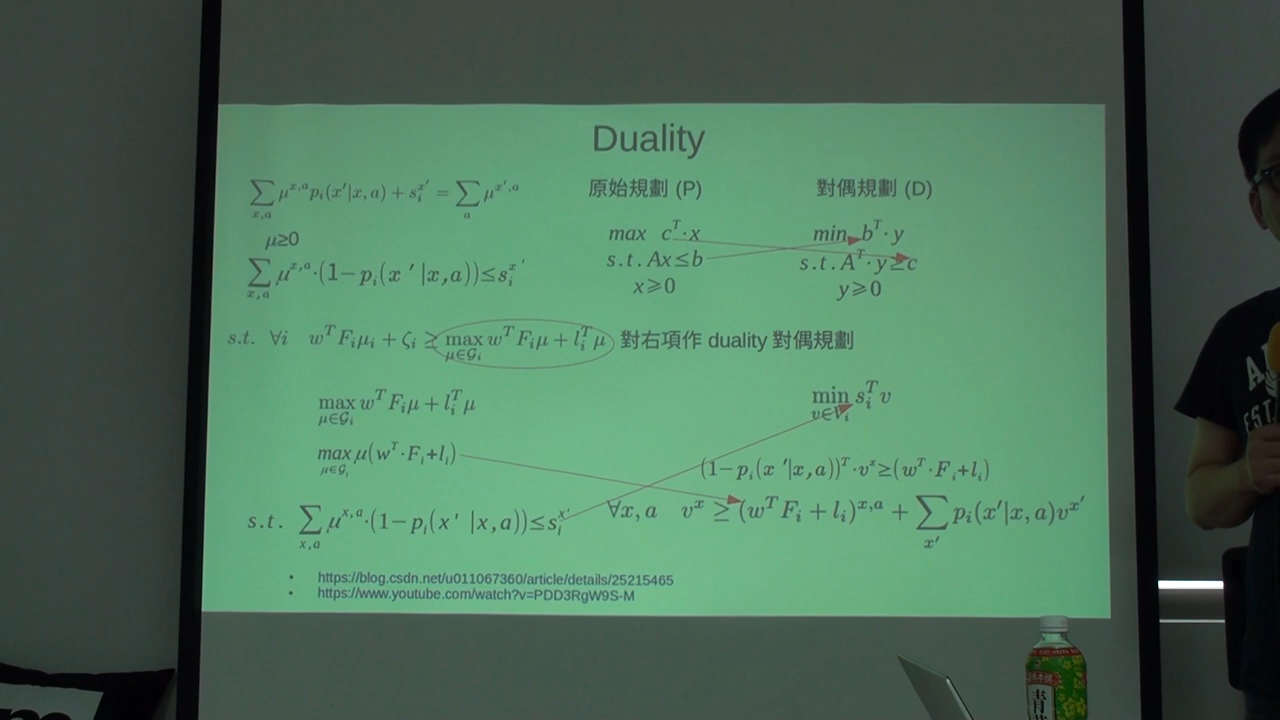 Duality
∑_{x,a} μ^{x,a} p_i(x'|x,a) + s_i^{x'} = ∑_a μ^{x',a}
μ≥0
∑_{x,a} μ^{x,a}·(1−p_i(x'|x,a))≤s_i^{x'}
原始規劃 (P)
max c^T·x
s.t. Ax≤b
x⩾0
對偶規劃 (D)
min b^T·y
s.t. A^T·y≥c
y⩾0
s.t. ∀i w^T F_i μ_i + ζ_i ≥ max_{μ∈𝒢_i} w^T F_i μ + l_i^T μ 對右項作 duality 對偶規劃
max_{μ∈𝒢_i} w^T F_i μ + l_i^T μ
max_{μ∈𝒢_i} μ(w^T·F_i+l_i)
s.t. ∑_{x,a} μ^{x,a}·(1−p_i(x'|x,a))≤s_i^{x'}
min_{v∈V_i} s_i^T v
(1−p_i(x'|x,a))^T·v^x≥(w^T·F_i+l_i)
∀x,a v^x ≥ (w^T F_i + l_i)^{x,a} + ∑_{x'} p_i(x'|x,a)v^{x'}
• https://blog.csdn.net/u011067360/article/details/25215465
• https://www.youtube.com/watch?v=PDD3RgW9S-M